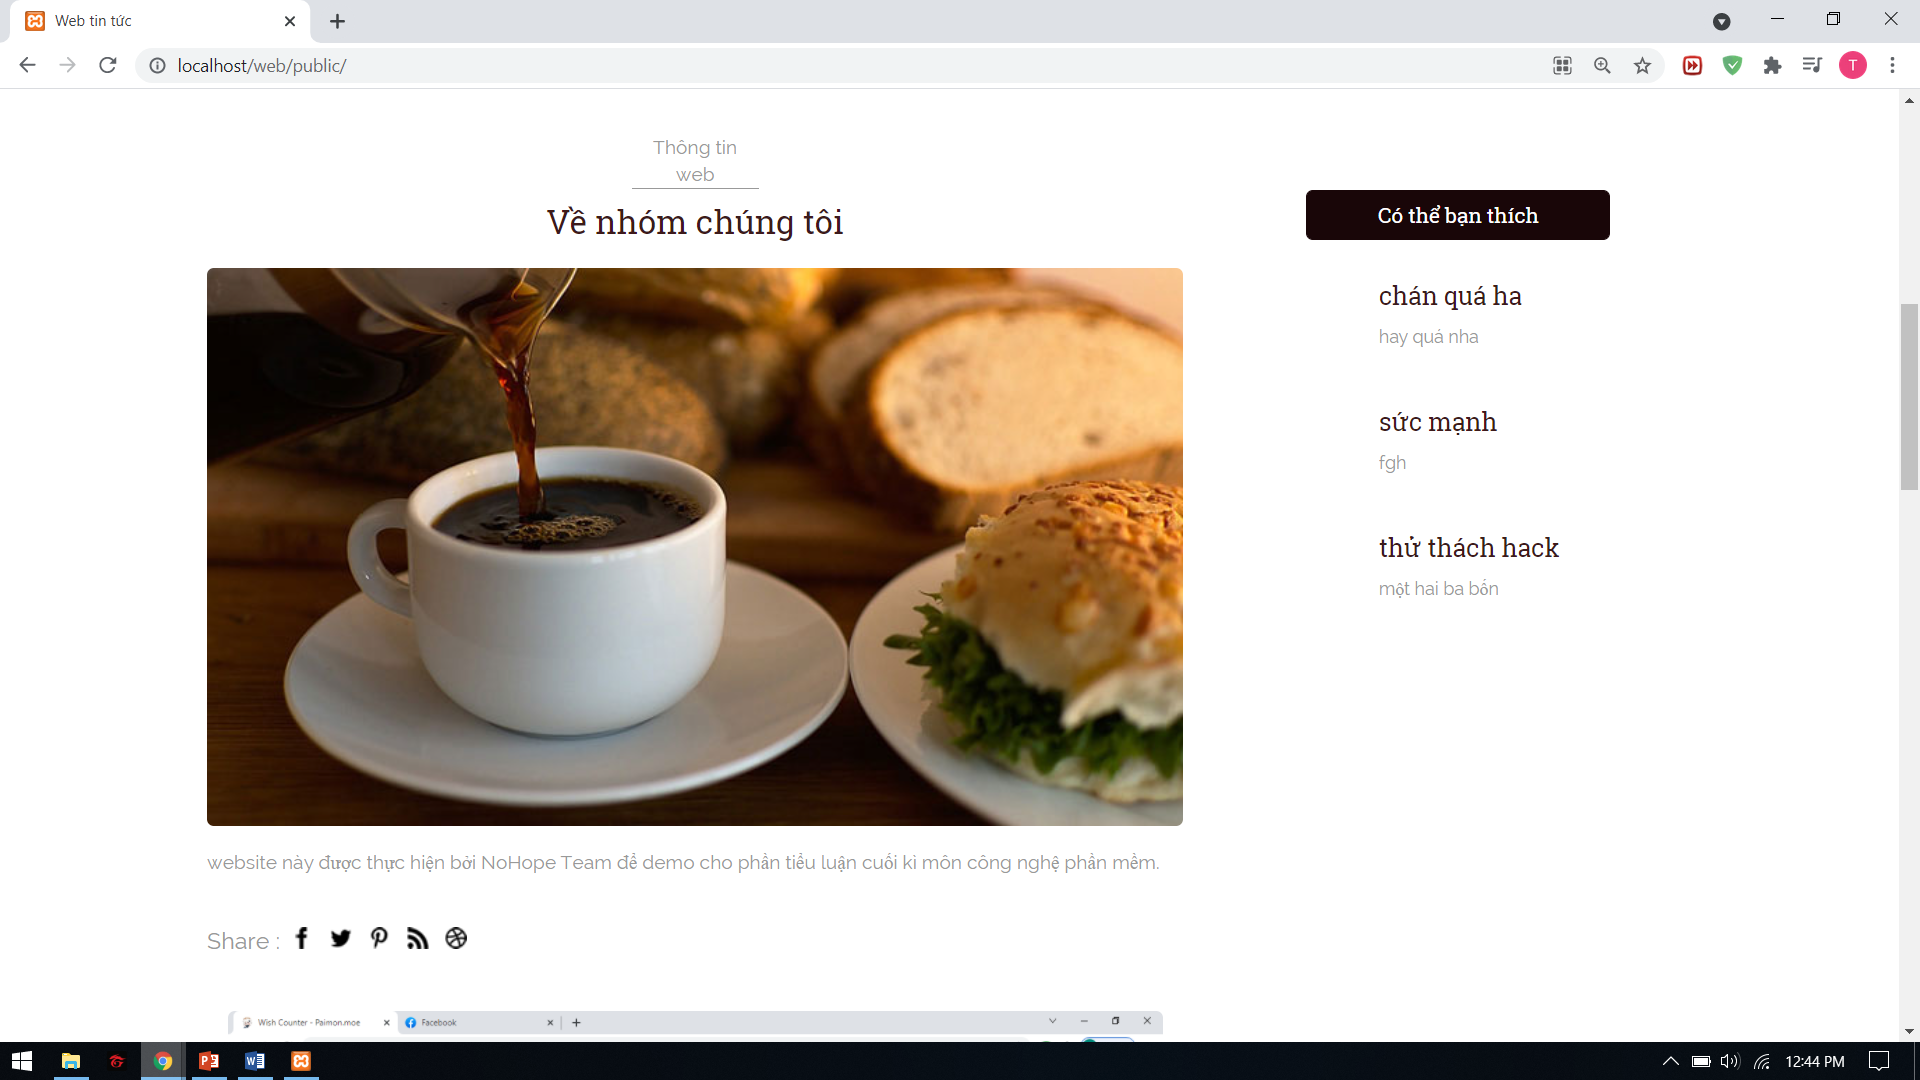 Web tin tức
localhost/web/public/
T
Thông tin
web
Về nhóm chúng tôi
website này được thực hiện bởi NoHope Team để demo cho phần tiểu luận cuối kì môn công nghệ phần mềm.
Share :
Có thể bạn thích
chán quá ha
hay quá nha
sức mạnh
fgh
thử thách hack
một hai ba bốn
Wish Counter - Paimon.moe
Facebook
12:44 PM